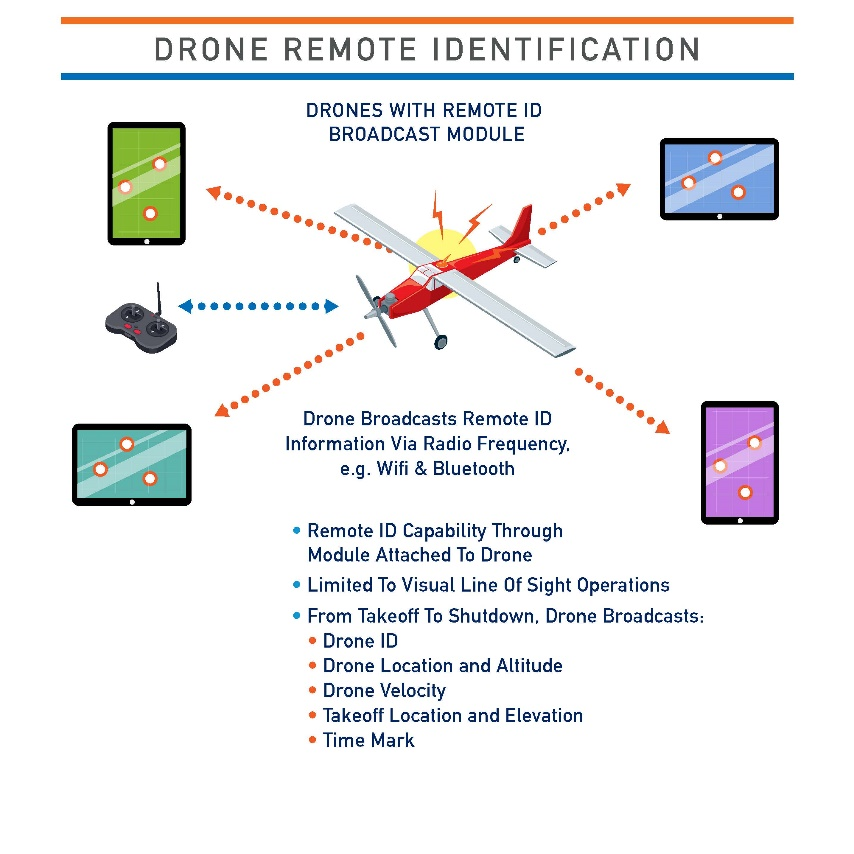 DRONE REMOTE IDENTIFICATION
DRONES WITH REMOTE ID
BROADCAST MODULE
Drone Broadcasts Remote ID
Information Via Radio Frequency,
e.g. Wifi & Bluetooth
• Remote ID Capability Through
Module Attached To Drone
• Limited To Visual Line Of Sight Operations
• From Takeoff To Shutdown, Drone Broadcasts:
• Drone ID
• Drone Location and Altitude
• Drone Velocity
• Takeoff Location and Elevation
• Time Mark